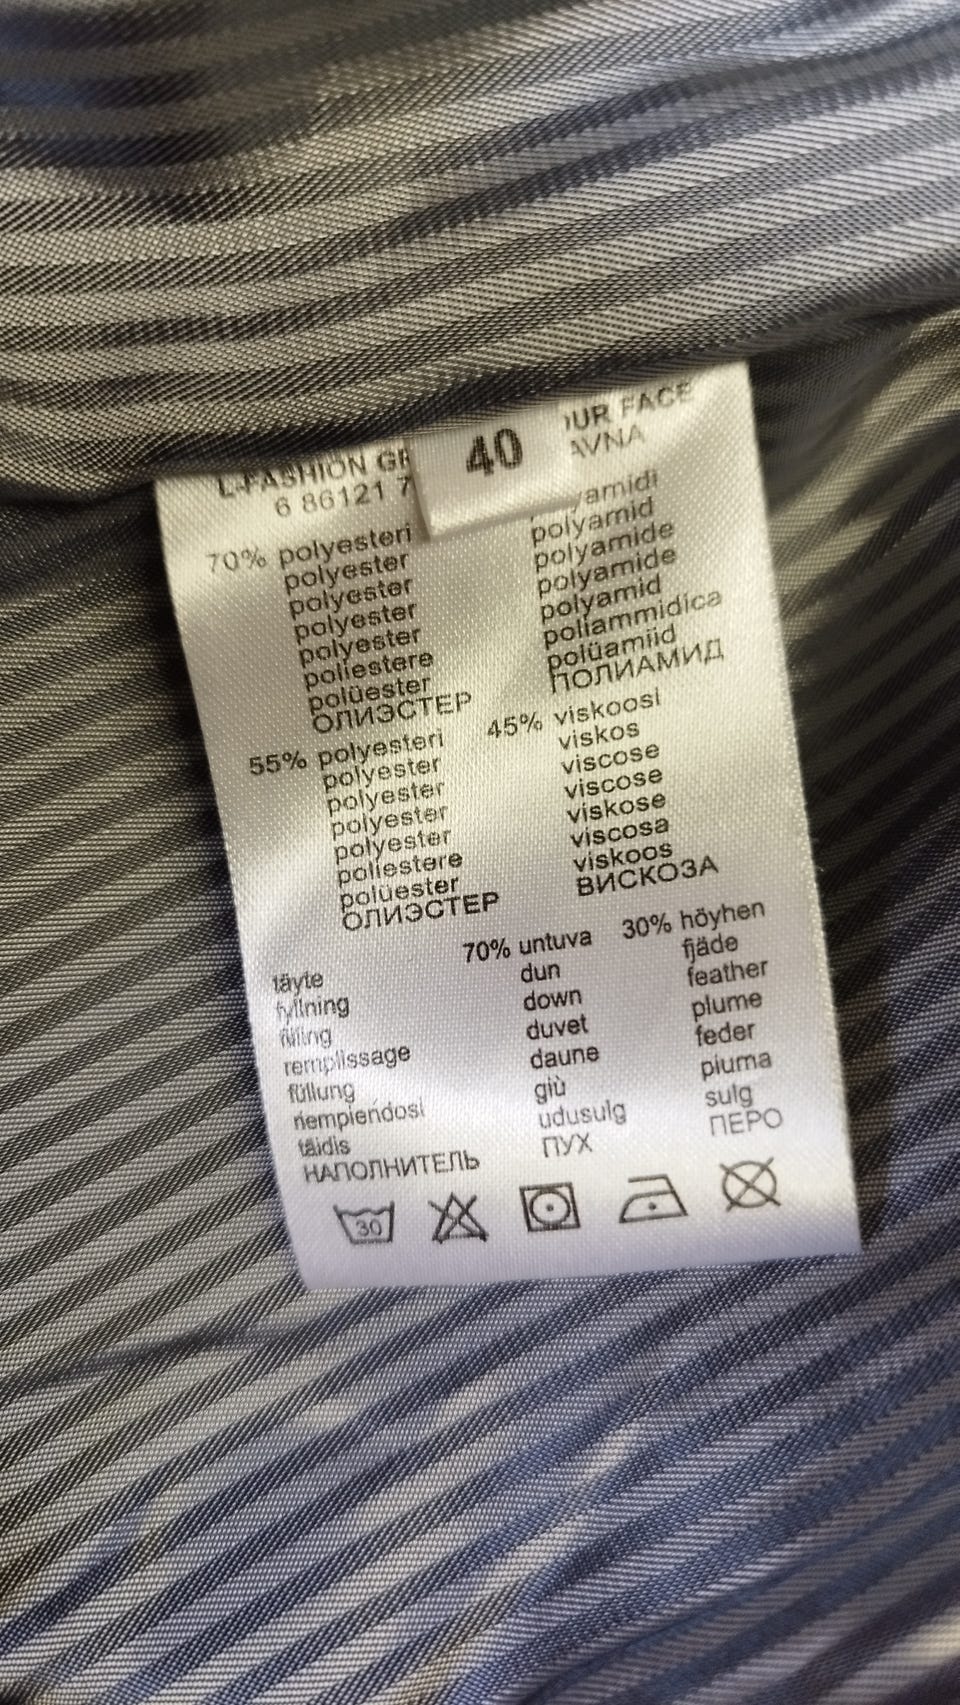 40
L-FASHION GR
UR FACE
6 86121 7
AVNA
70% polyesteri yamidi
polyester polyamid
polyester polyamide
polyester polyamide
polyester polyamid
poliestere poliammidica
polüester polüamiid
ОЛИЭСТЕР ПОЛИАМИД
55% polyesteri 45% viskoosi
polyester viskos
polyester viscose
polyester viscose
polyester viskose
poliestere viscosa
polüester viskoos
ОЛИЭСТЕР ВИСКОЗА
täyte 70% untuva 30% höyhen
fyllning dun fjäde
filling down feather
remplissage duvet plume
füllung daune feder
riempiendosi giù piuma
täidis udusulg sulg
НАПОЛНИТЕЛЬ ПУХ ПЕРО
30